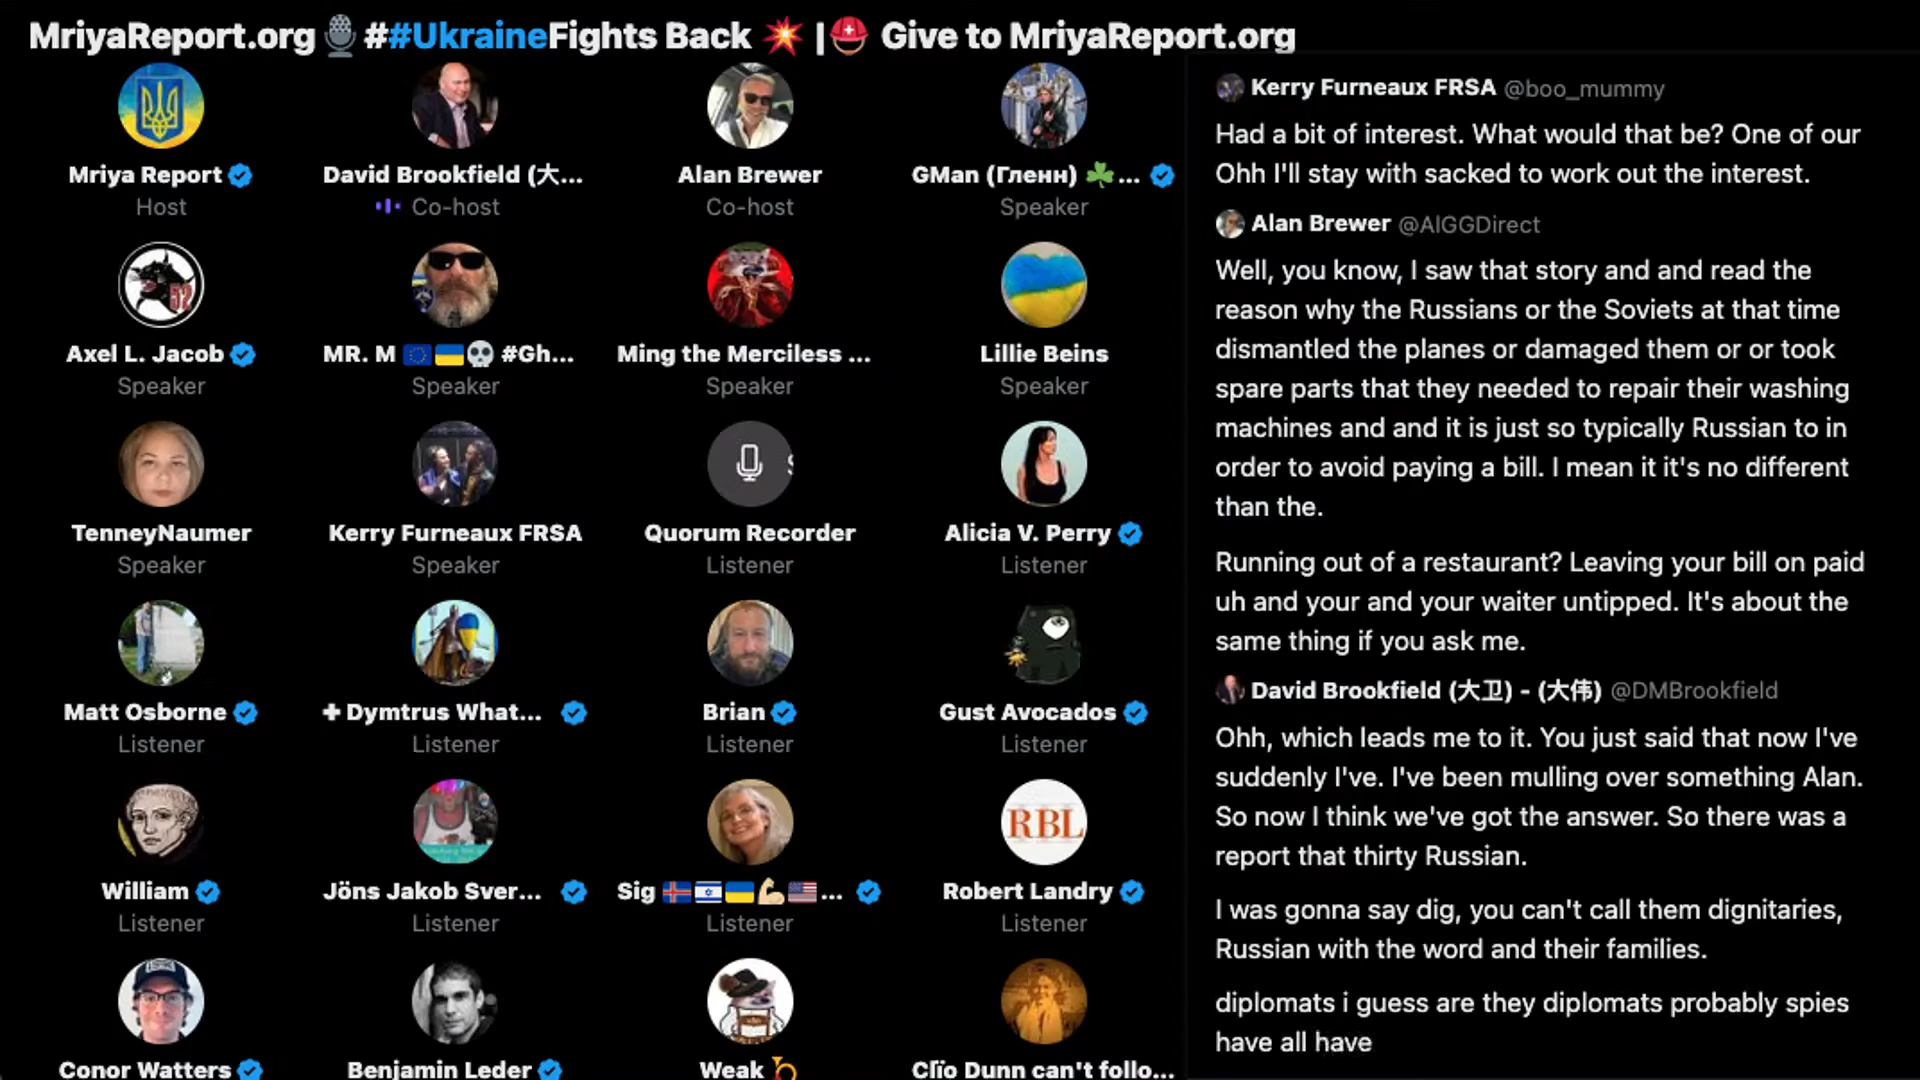 MriyaReport.org🎙️##UkraineFights Back 💥 |⛑️ Give to MriyaReport.org
Mriya Report
Host
David Brookfield (大...
Co-host
Alan Brewer
Co-host
GMan (Гленн) ☘️...
Speaker
52
Axel L. Jacob
Speaker
MR. M 🇪🇺🇺🇦💀 #Gh...
Speaker
Ming the Merciless ...
Speaker
Lillie Beins
Speaker
TenneyNaumer
Speaker
Kerry Furneaux FRSA
Speaker
Quorum Recorder
Listener
Alicia V. Perry
Listener
Matt Osborne
Listener
✚ Dymtrus What...
Listener
Brian
Listener
Gust Avocados
Listener
William
Listener
Jöns Jakob Sver...
Listener
Sig 🇮🇸🇮🇱🇺🇦💪🏼🇺🇸...
Listener
RBL
Robert Landry
Listener
Conor Watters
Benjamin Leder
Weak
Clïo Dunn can't follo...
Kerry Furneaux FRSA @boo_mummy
Had a bit of interest. What would that be? One of our
Ohh I'll stay with sacked to work out the interest.
Alan Brewer @AIGGDirect
Well, you know, I saw that story and and read the
reason why the Russians or the Soviets at that time
dismantled the planes or damaged them or or took
spare parts that they needed to repair their washing
machines and and it is just so typically Russian to in
order to avoid paying a bill. I mean it it's no different
than the.
Running out of a restaurant? Leaving your bill on paid
uh and your and your waiter untipped. It's about the
same thing if you ask me.
David Brookfield (大卫) - (大伟) @DMBrookfield
Ohh, which leads me to it. You just said that now I've
suddenly I've. I've been mulling over something Alan.
So now I think we've got the answer. So there was a
report that thirty Russian.
I was gonna say dig, you can't call them dignitaries,
Russian with the word and their families.
diplomats i guess are they diplomats probably spies
have all have